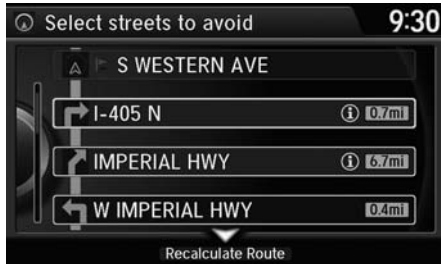 Select streets to avoid 9:30
S WESTERN AVE
I-405 N 0.7mi
IMPERIAL HWY 6.7mi
W IMPERIAL HWY 0.4mi
Recalculate Route